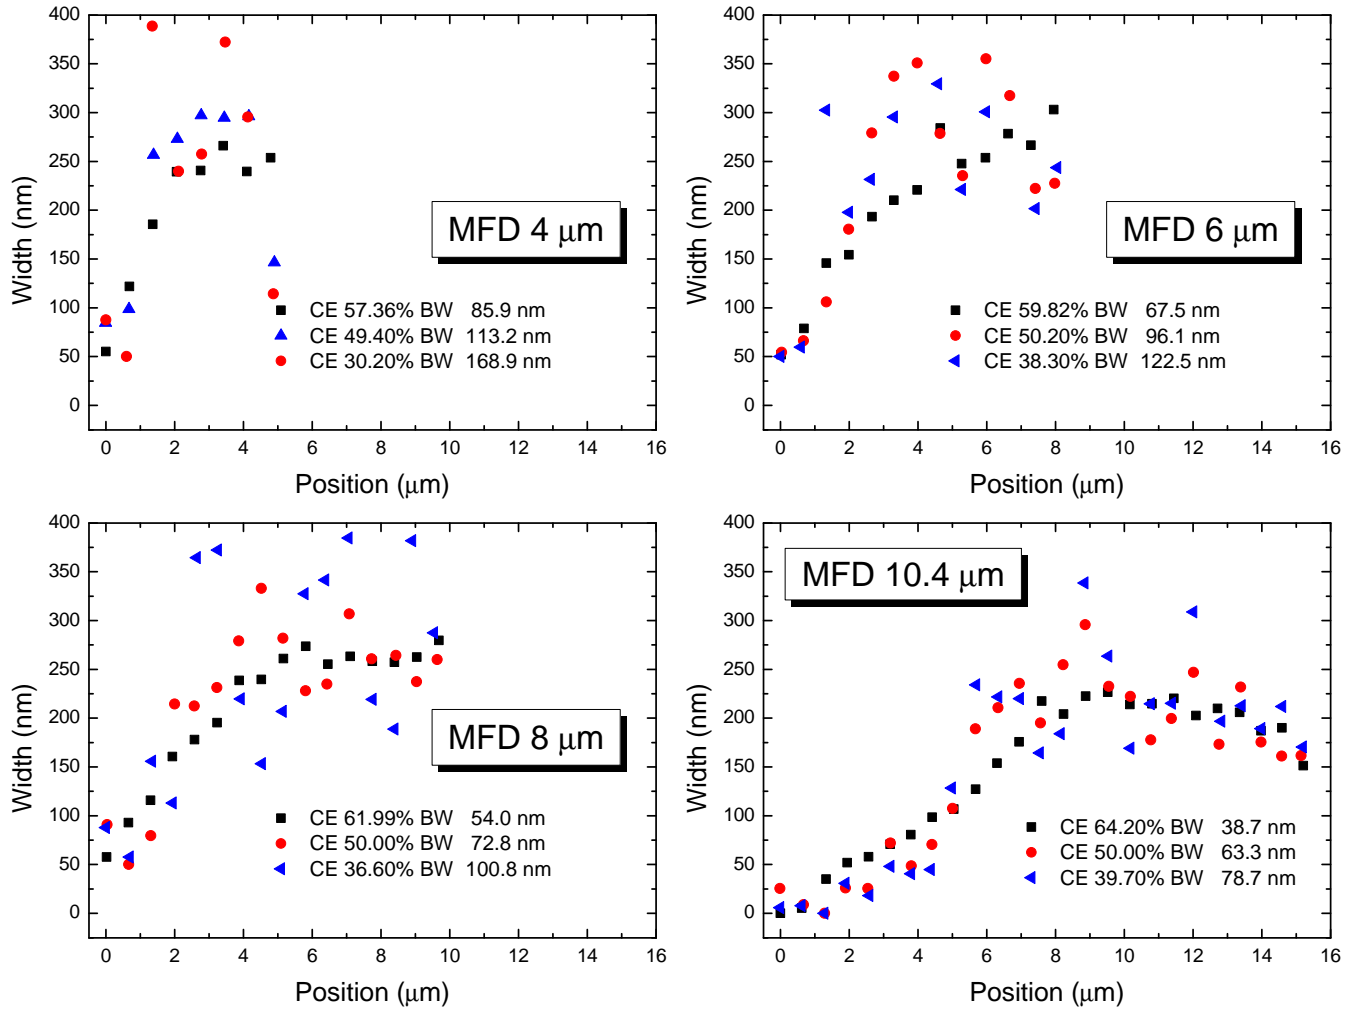 400
350
300
250
200
150
100
50
0
Width (nm)
MFD 4 μm
CE 57.36% BW 85.9 nm
CE 49.40% BW 113.2 nm
CE 30.20% BW 168.9 nm
0 2 4 6 8 10 12 14 16
Position (μm)
400
350
300
250
200
150
100
50
0
Width (nm)
MFD 6 μm
CE 59.82% BW 67.5 nm
CE 50.20% BW 96.1 nm
CE 38.30% BW 122.5 nm
0 2 4 6 8 10 12 14 16
Position (μm)
400
350
300
250
200
150
100
50
0
Width (nm)
MFD 8 μm
CE 61.99% BW 54.0 nm
CE 50.00% BW 72.8 nm
CE 36.60% BW 100.8 nm
0 2 4 6 8 10 12 14 16
Position (μm)
400
350
300
250
200
150
100
50
0
Width (nm)
MFD 10.4 μm
CE 64.20% BW 38.7 nm
CE 50.00% BW 63.3 nm
CE 39.70% BW 78.7 nm
0 2 4 6 8 10 12 14 16
Position (μm)